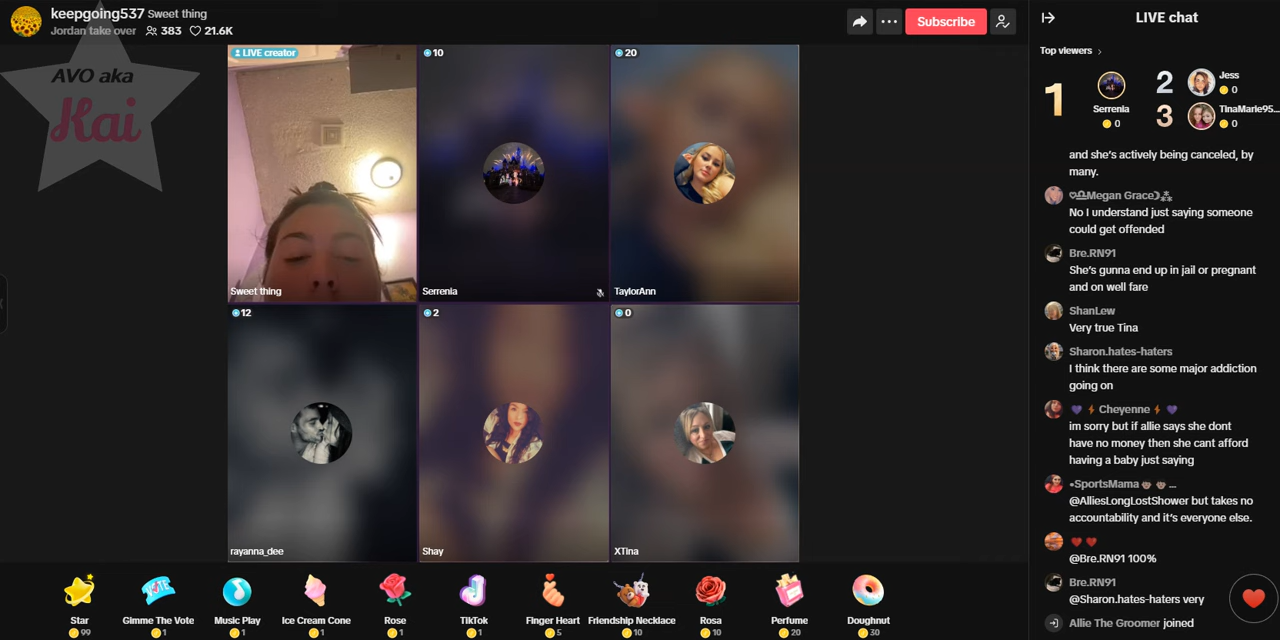 keepgoing537 Sweet thing
Jordan take over 383 21.6K
Subscribe
AVO aka
Kai
LIVE creator
Sweet thing
10
Serrenia
20
TaylorAnn
12
rayanna_dee
2
Shay
0
XTina
Star
99
Gimme The Vote
1
Music Play
1
Ice Cream Cone
1
Rose
1
TikTok
1
Finger Heart
5
Friendship Necklace
10
Rosa
10
Perfume
20
Doughnut
30
LIVE chat
Top viewers
1
Serrenia
0
2
Jess
0
3
TinaMarie95...
0
and she's actively being canceled, by
many.
Megan Grace
No I understand just saying someone
could get offended
Bre.RN91
She's gunna end up in jail or pregnant
and on well fare
ShanLew
Very true Tina
Sharon.hates-haters
I think there are some major addiction
going on
Cheyenne
im sorry but if allie says she dont
have no money then she cant afford
having a baby just saying
•SportsMama ...
@AlliesLongLostShower but takes no
accountability and it's everyone else.
@Bre.RN91 100%
Bre.RN91
@Sharon.hates-haters very
Allie The Groomer joined